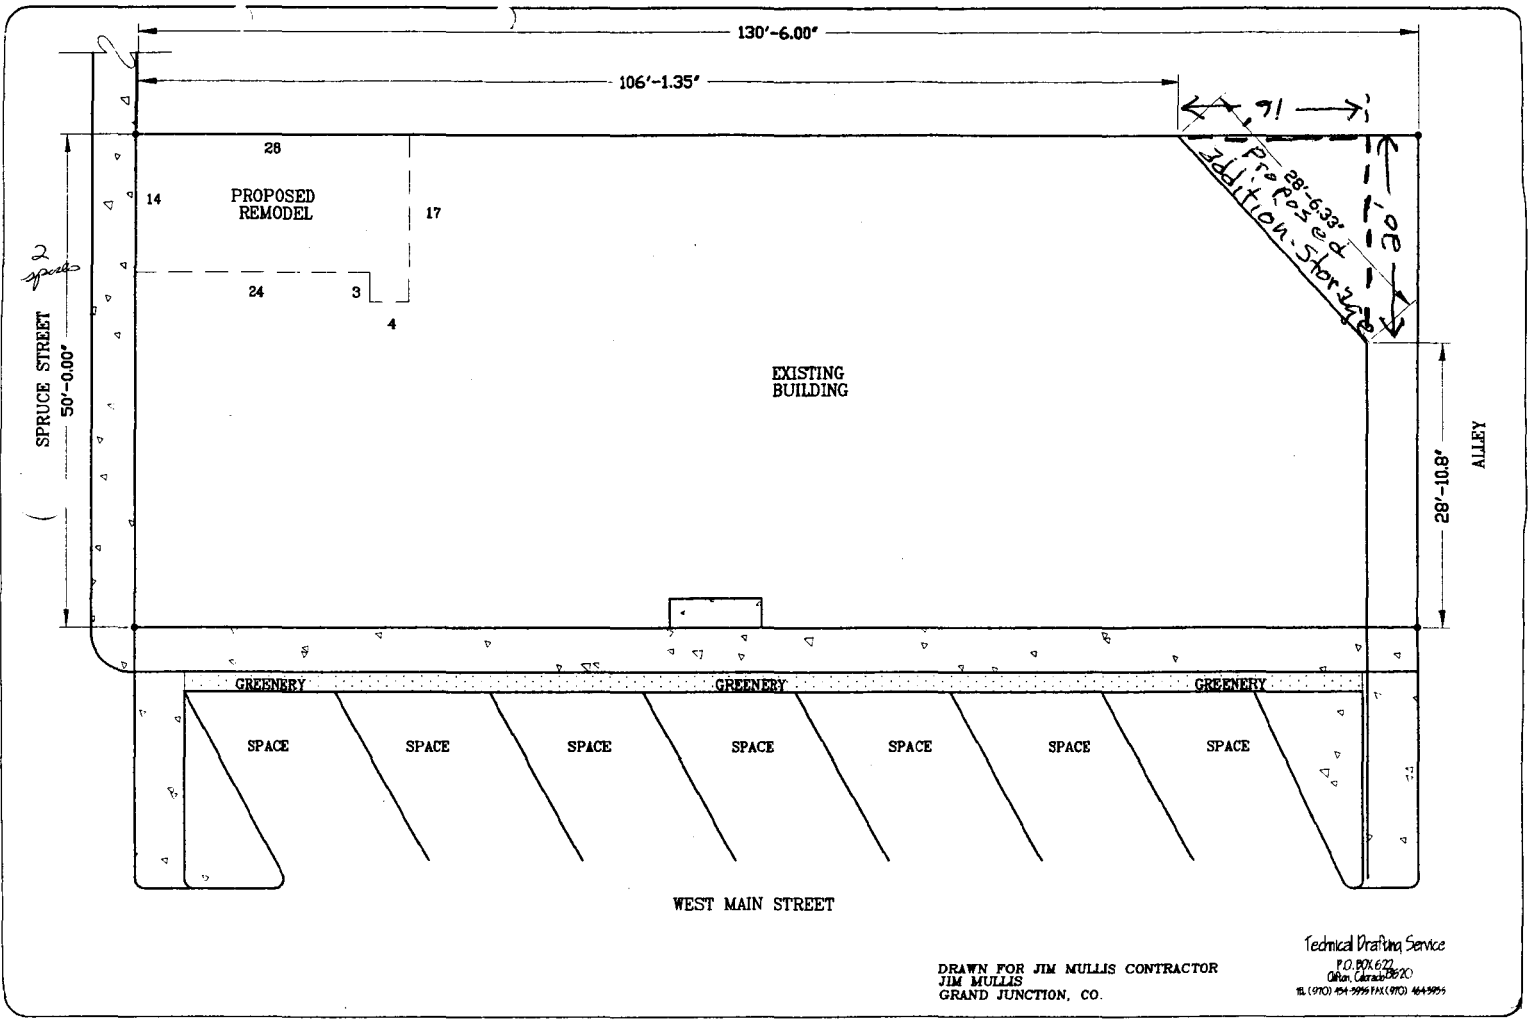 130'-6.00"
106'-1.35"
16'
28
PROPOSED
REMODEL
14
17
24
3
4
28'-6.33"
Proposed
addition. Storage
20'
2
SPRUCE STREET
50'-0.00"
EXISTING
BUILDING
28'-10.8"
ALLEY
GREENERY GREENERY GREENERY
SPACE SPACE SPACE SPACE SPACE SPACE SPACE
WEST MAIN STREET
DRAWN FOR JIM MULLIS CONTRACTOR
JIM MULLIS
GRAND JUNCTION, CO.
Technical Drafting Service
P.O. BOX 622
Clifton, Colorado 81520